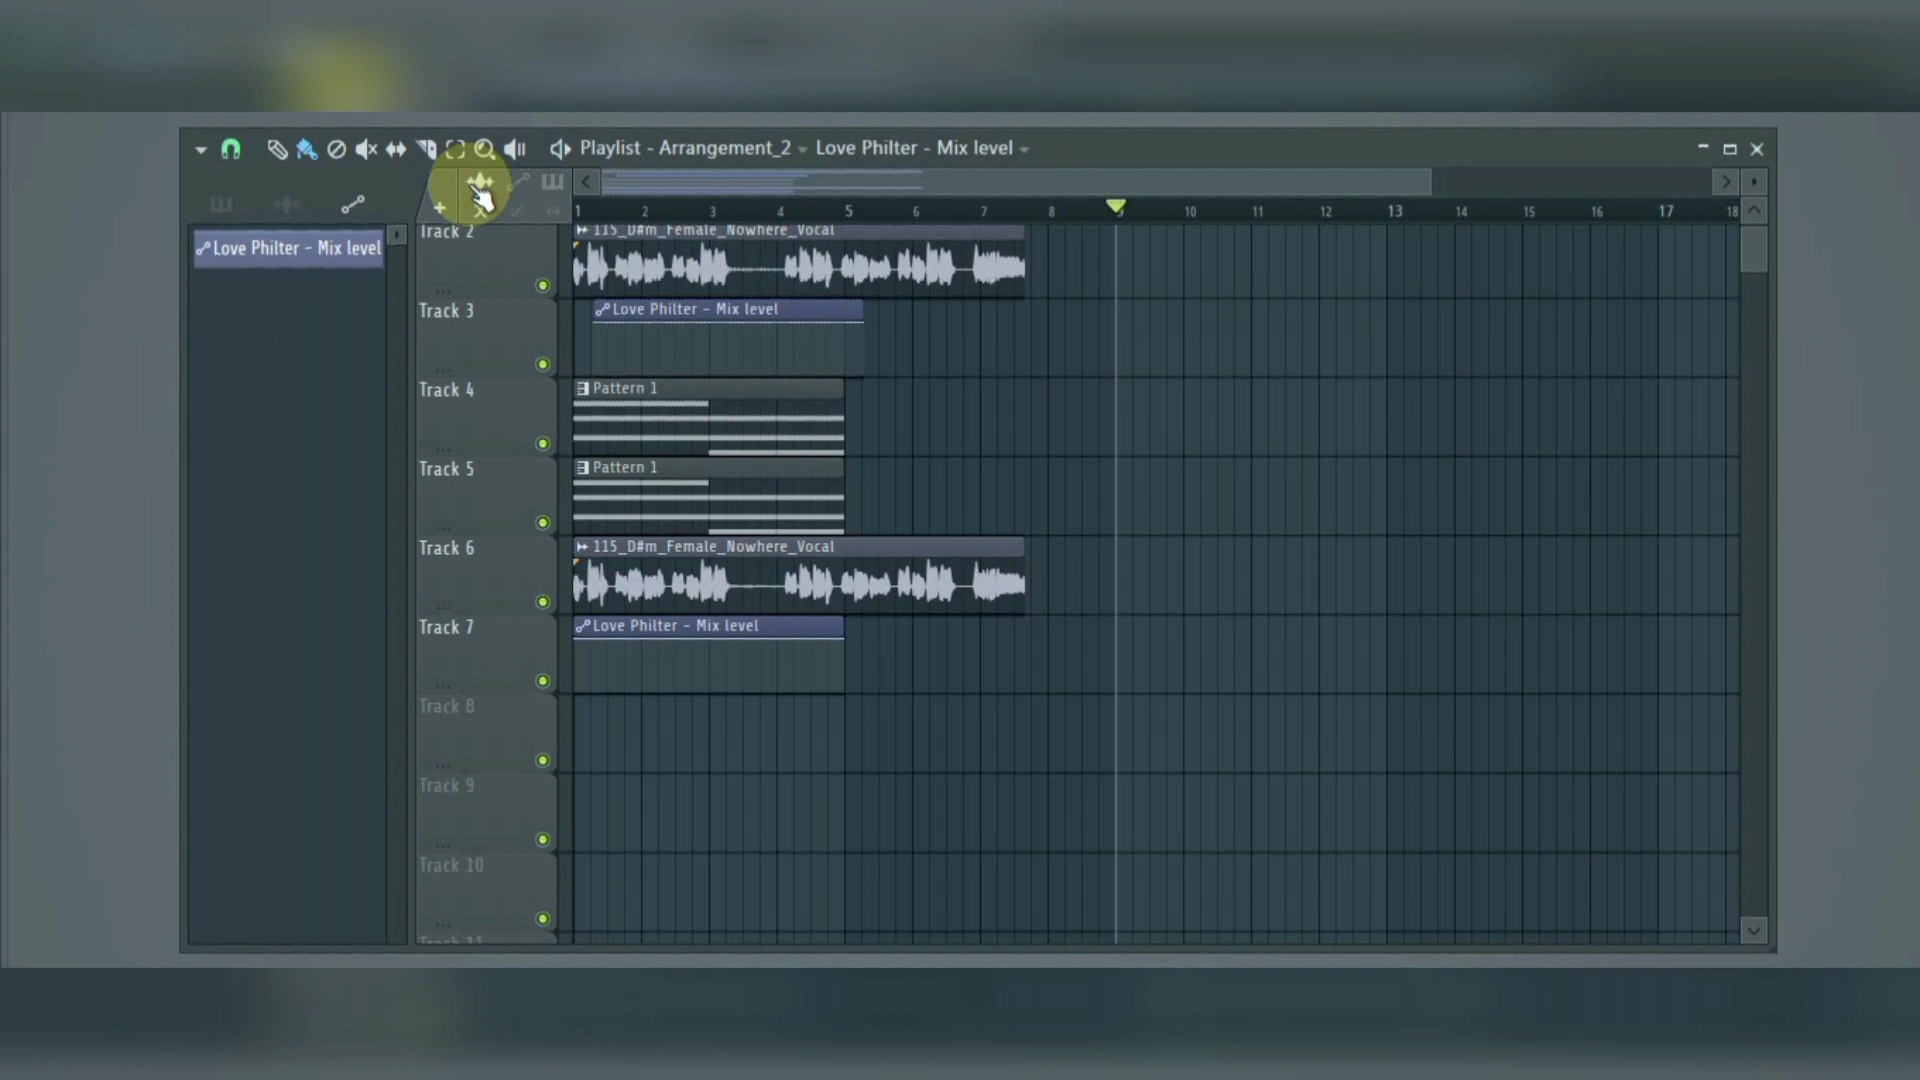 Playlist - Arrangement_2 Love Philter - Mix level
1 2 3 4 5 6 7 8 9 10 11 12 13 14 15 16 17 18
Love Philter - Mix level
Track 2
115_D#m_Female_Nowhere_Vocal
Track 3
Love Philter - Mix level
Track 4
Pattern 1
Track 5
Pattern 1
Track 6
115_D#m_Female_Nowhere_Vocal
Track 7
Love Philter - Mix level
Track 8
Track 9
Track 10
Track 11